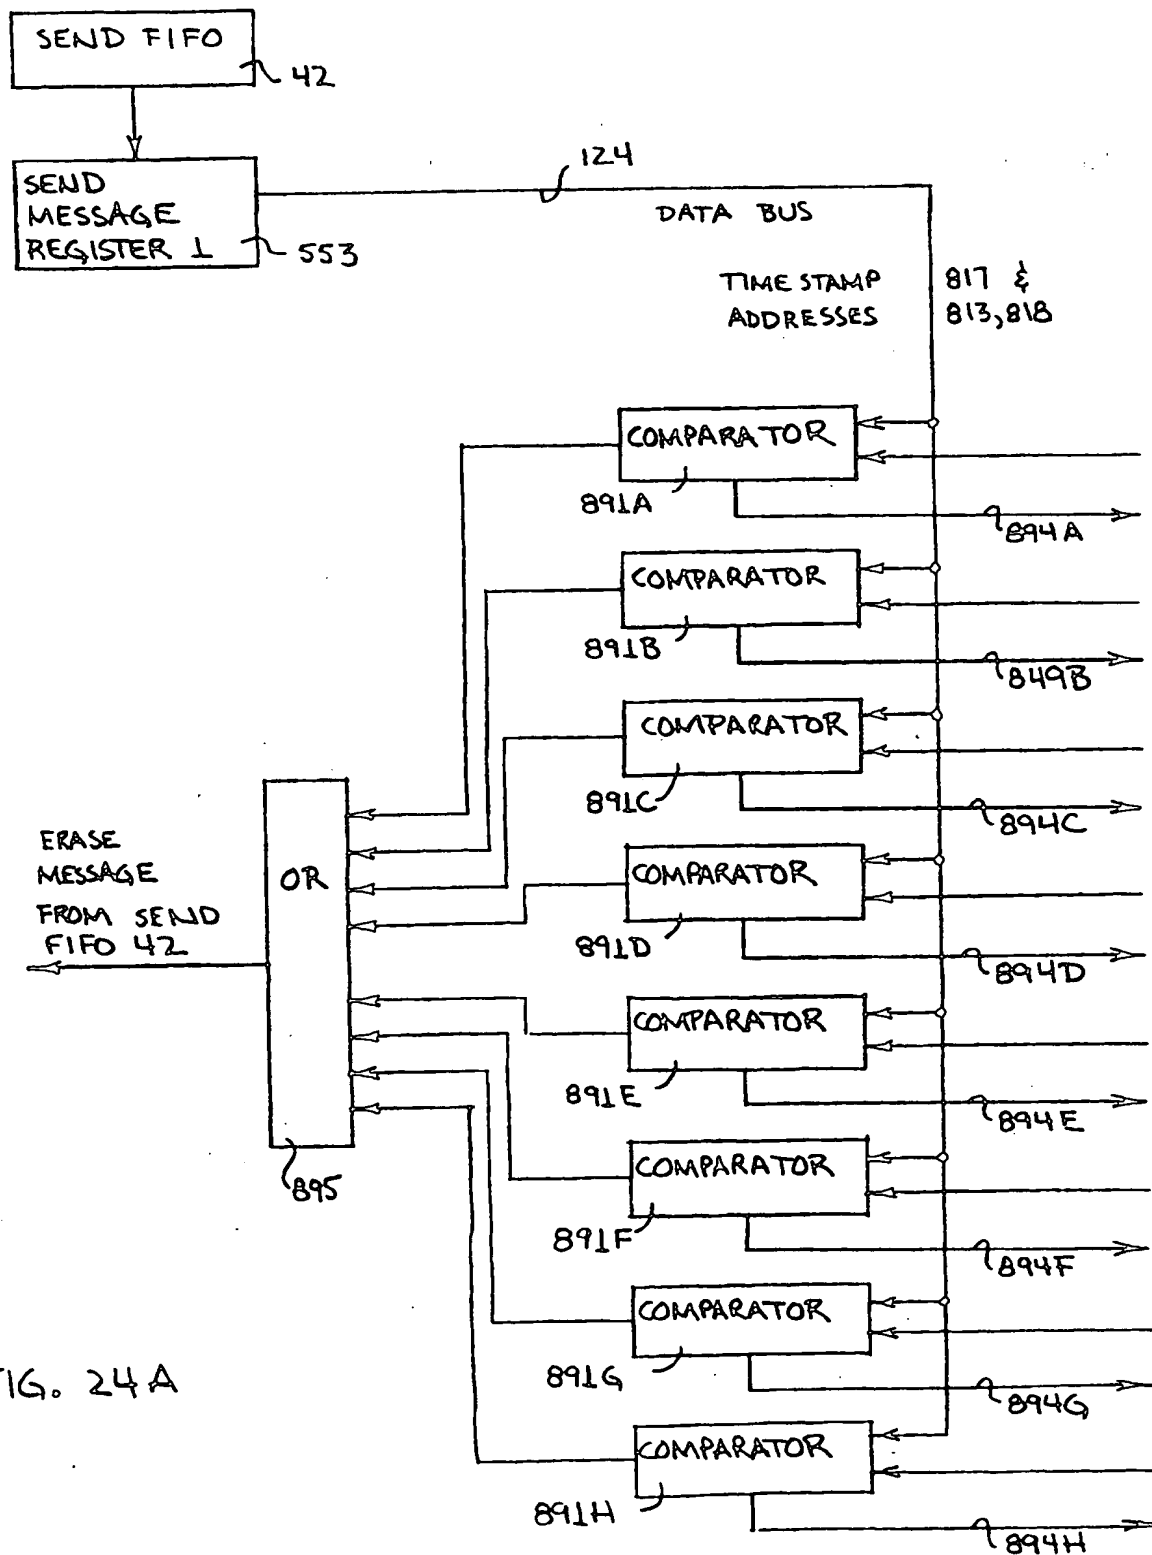 SEND FIFO
42
SEND
MESSAGE
REGISTER 1
553
124
DATA BUS
TIME STAMP
ADDRESSES
817 &
813, 818
COMPARATOR
891A
894A
COMPARATOR
891B
849B
COMPARATOR
891C
894C
COMPARATOR
891D
894D
ERASE
MESSAGE
FROM SEND
FIFO 42
OR
895
COMPARATOR
891E
894E
COMPARATOR
891F
894F
COMPARATOR
891G
894G
COMPARATOR
891H
894H
IG. 24A